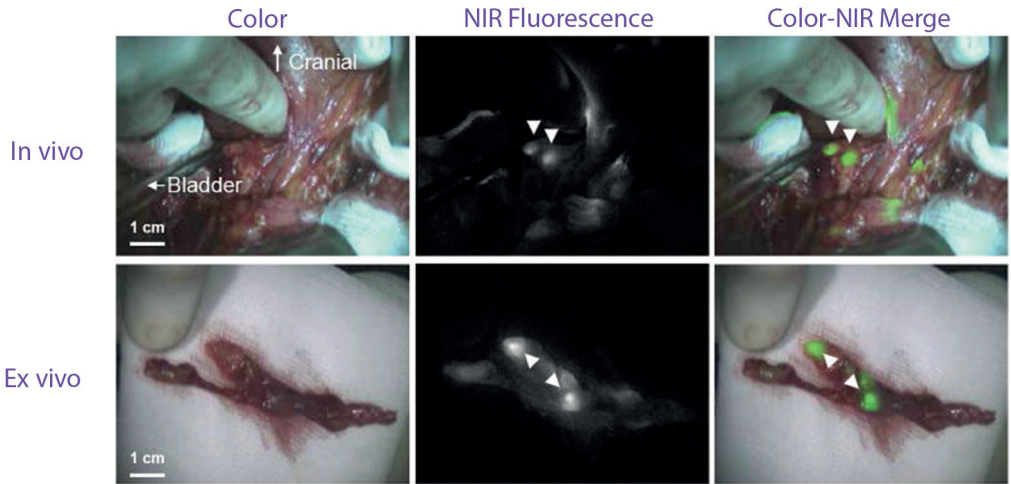 Color
NIR Fluorescence
Color-NIR Merge
In vivo
↑ Cranial
←Bladder
1 cm
Ex vivo
1 cm